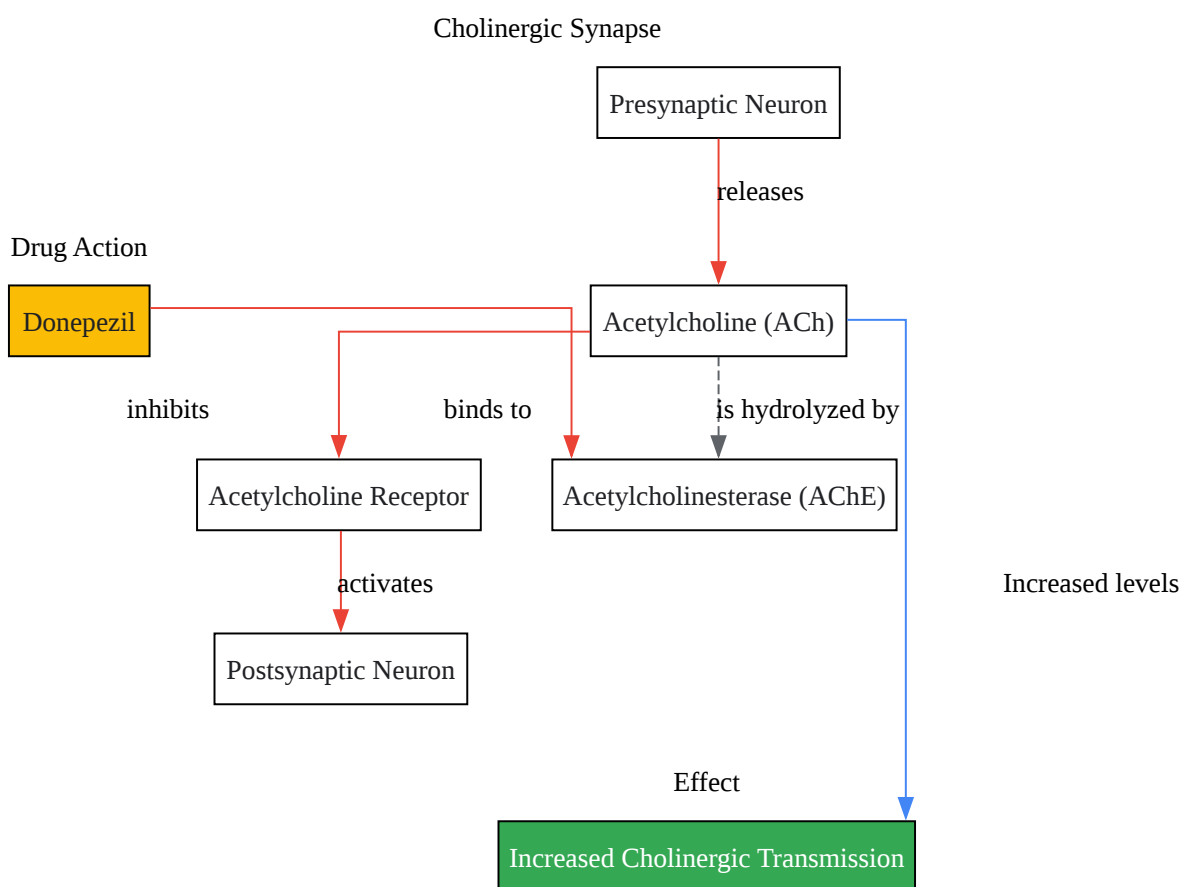 Cholinergic Synapse
Presynaptic Neuron
releases
Drug Action
Donepezil
Acetylcholine (ACh)
inhibits
binds to
is hydrolyzed by
Acetylcholine Receptor
Acetylcholinesterase (AChE)
activates
Increased levels
Postsynaptic Neuron
Effect
Increased Cholinergic Transmission